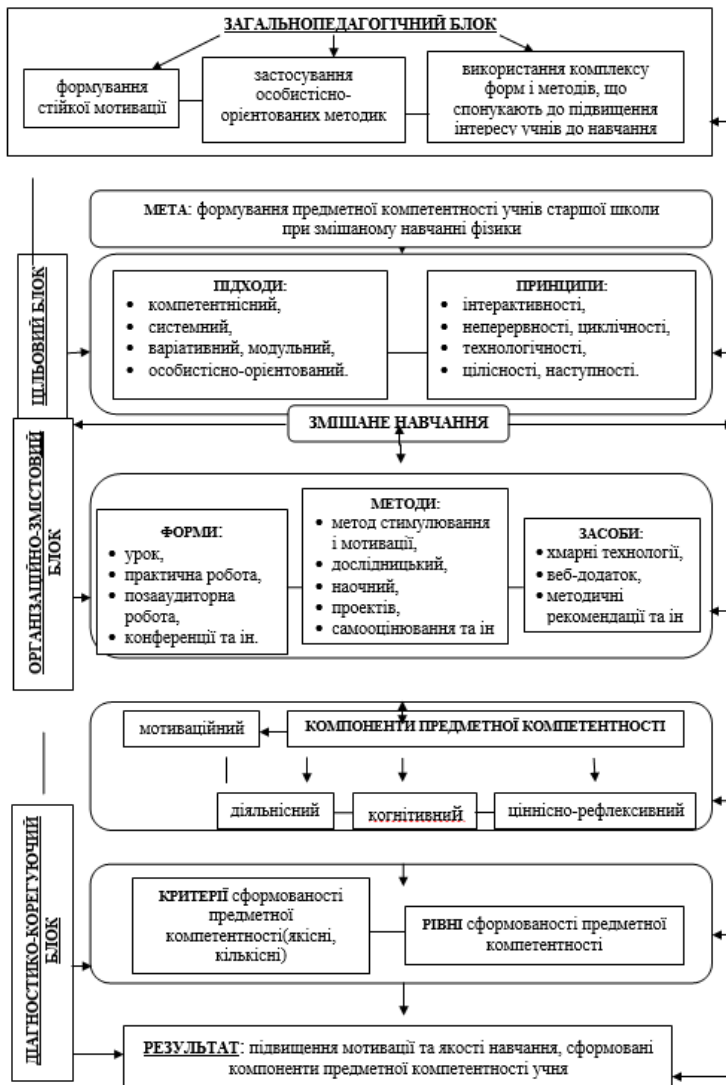 ЗАГАЛЬНОПЕДАГОГІЧНИЙ БЛОК
формування
стійкої мотивації
застосування
особистісно-
орієнтованих методик
використання комплексу
форм і методів, що
спонукають до підвищення
інтересу учнів до навчання
МЕТА: формування предметної компетентності учнів старшої школи
при змішаному навчанні фізики
ЦІЛЬОВИЙ БЛОК
ПІДХОДИ:
• компетентнісний,
• системний,
• варіативний, модульний,
• особистісно-орієнтований.
ПРИНЦИПИ:
• інтерактивності,
• неперервності, циклічності,
• технологічності,
• цілісності, наступності.
ЗМІШАНЕ НАВЧАННЯ
ОРГАНІЗАЦІЙНО-ЗМІСТОВИЙ
БЛОК
ФОРМИ:
• урок,
• практична робота,
• позааудиторна
робота,
• конференції та ін.
МЕТОДИ:
• метод стимулювання
і мотивації,
• дослідницький,
• наочний,
• проектів,
• самооцінювання та ін
ЗАСОБИ:
• хмарні технології,
• веб-додаток,
• методичні
рекомендації та ін
мотиваційний
КОМПОНЕНТИ ПРЕДМЕТНОЇ КОМПЕТЕНТНОСТІ
діяльнісний
когнітивний
ціннісно-рефлексивний
ДІАГНОСТИКО-КОРЕГУЮЧИЙ
БЛОК
КРИТЕРІЇ сформованості
предметної
компетентності(якісні,
кількісні)
РІВНІ сформованості предметної
компетентності
РЕЗУЛЬТАТ: підвищення мотивації та якості навчання, сформовані
компоненти предметної компетентності учня